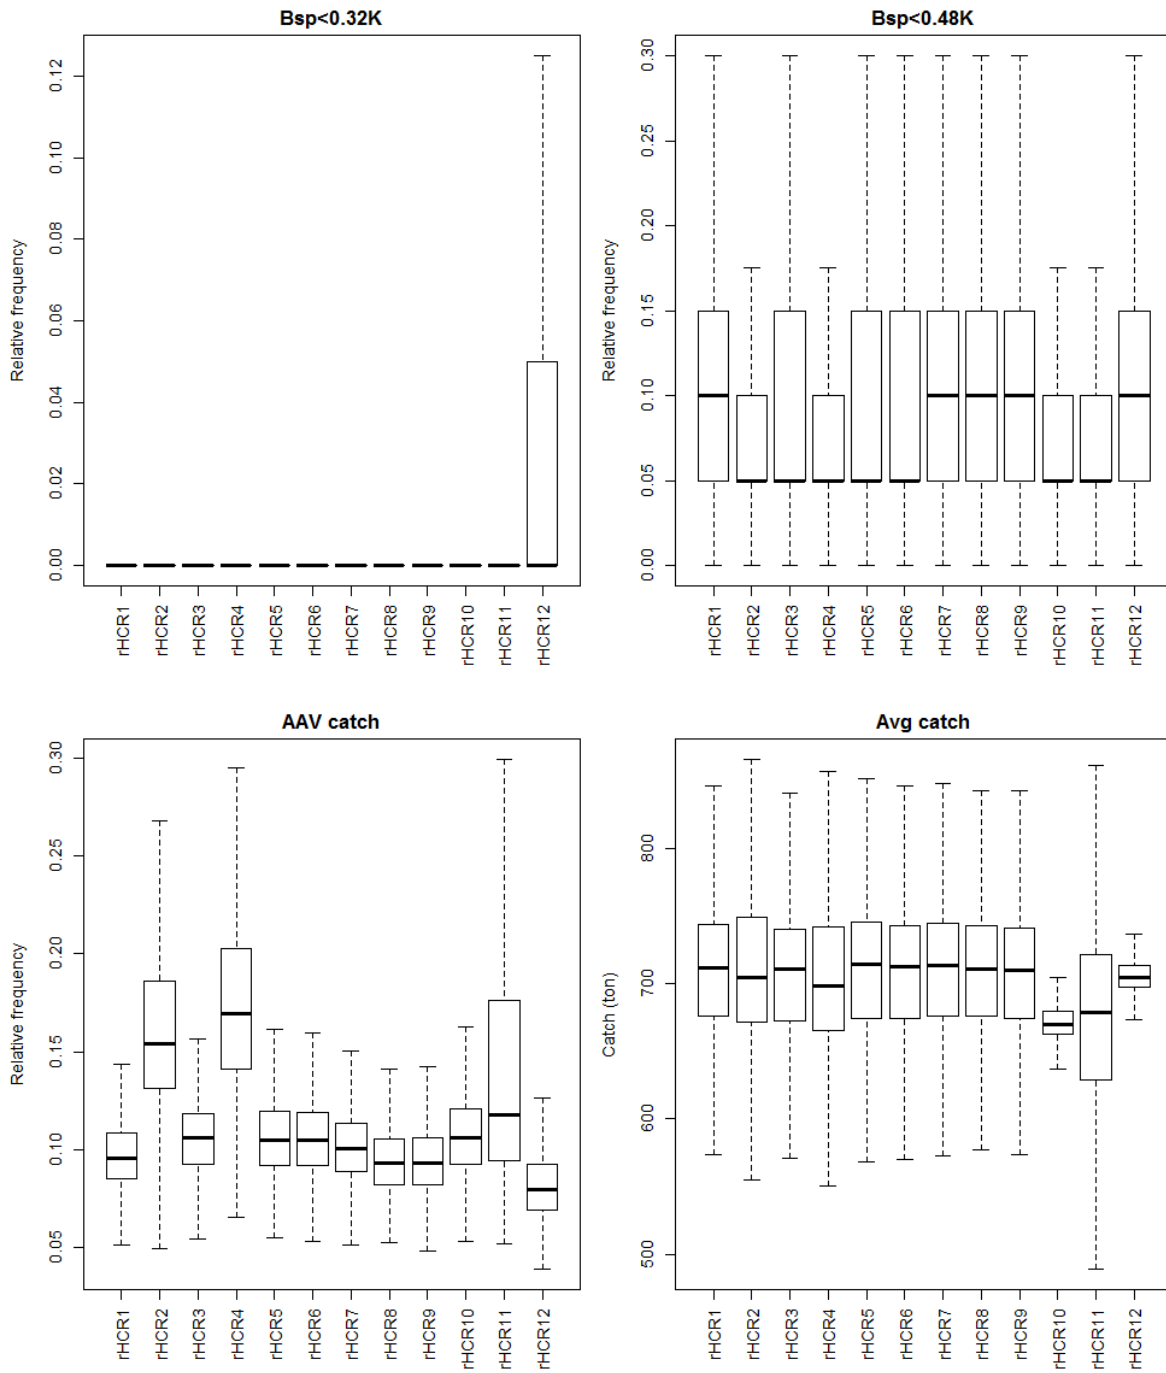 Bsp<0.32K
Relative frequency
0.12
0.10
0.08
0.06
0.04
0.02
0.00
rHCR1
rHCR2
rHCR3
rHCR4
rHCR5
rHCR6
rHCR7
rHCR8
rHCR9
rHCR10
rHCR11
rHCR12
Bsp<0.48K
Relative frequency
0.30
0.25
0.20
0.15
0.10
0.05
0.00
rHCR1
rHCR2
rHCR3
rHCR4
rHCR5
rHCR6
rHCR7
rHCR8
rHCR9
rHCR10
rHCR11
rHCR12
AAV catch
Relative frequency
0.30
0.25
0.20
0.15
0.10
0.05
rHCR1
rHCR2
rHCR3
rHCR4
rHCR5
rHCR6
rHCR7
rHCR8
rHCR9
rHCR10
rHCR11
rHCR12
Avg catch
Catch (ton)
800
700
600
500
rHCR1
rHCR2
rHCR3
rHCR4
rHCR5
rHCR6
rHCR7
rHCR8
rHCR9
rHCR10
rHCR11
rHCR12